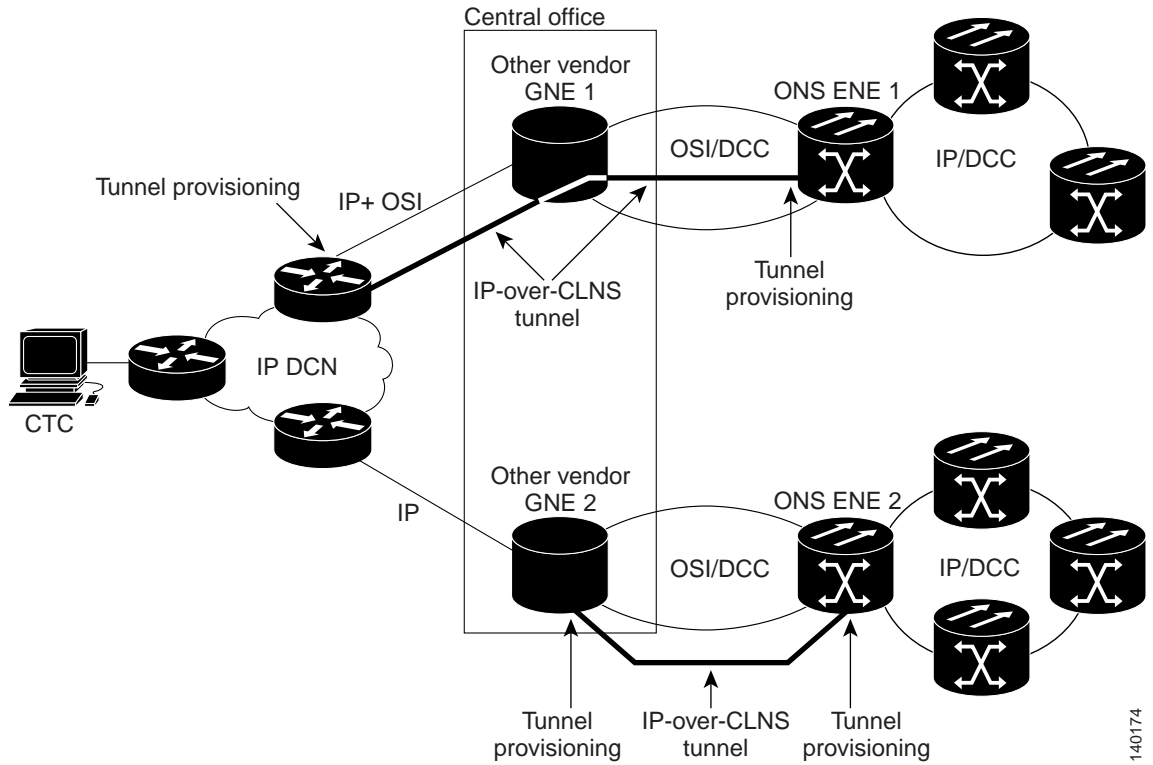 Central office
Other vendor
GNE 1
ONS ENE 1
OSI/DCC
IP/DCC
Tunnel provisioning
IP+ OSI
IP-over-CLNS
tunnel
Tunnel
provisioning
IP DCN
CTC
Other vendor
GNE 2
ONS ENE 2
IP
OSI/DCC
IP/DCC
Tunnel
provisioning
IP-over-CLNS
tunnel
Tunnel
provisioning
140174